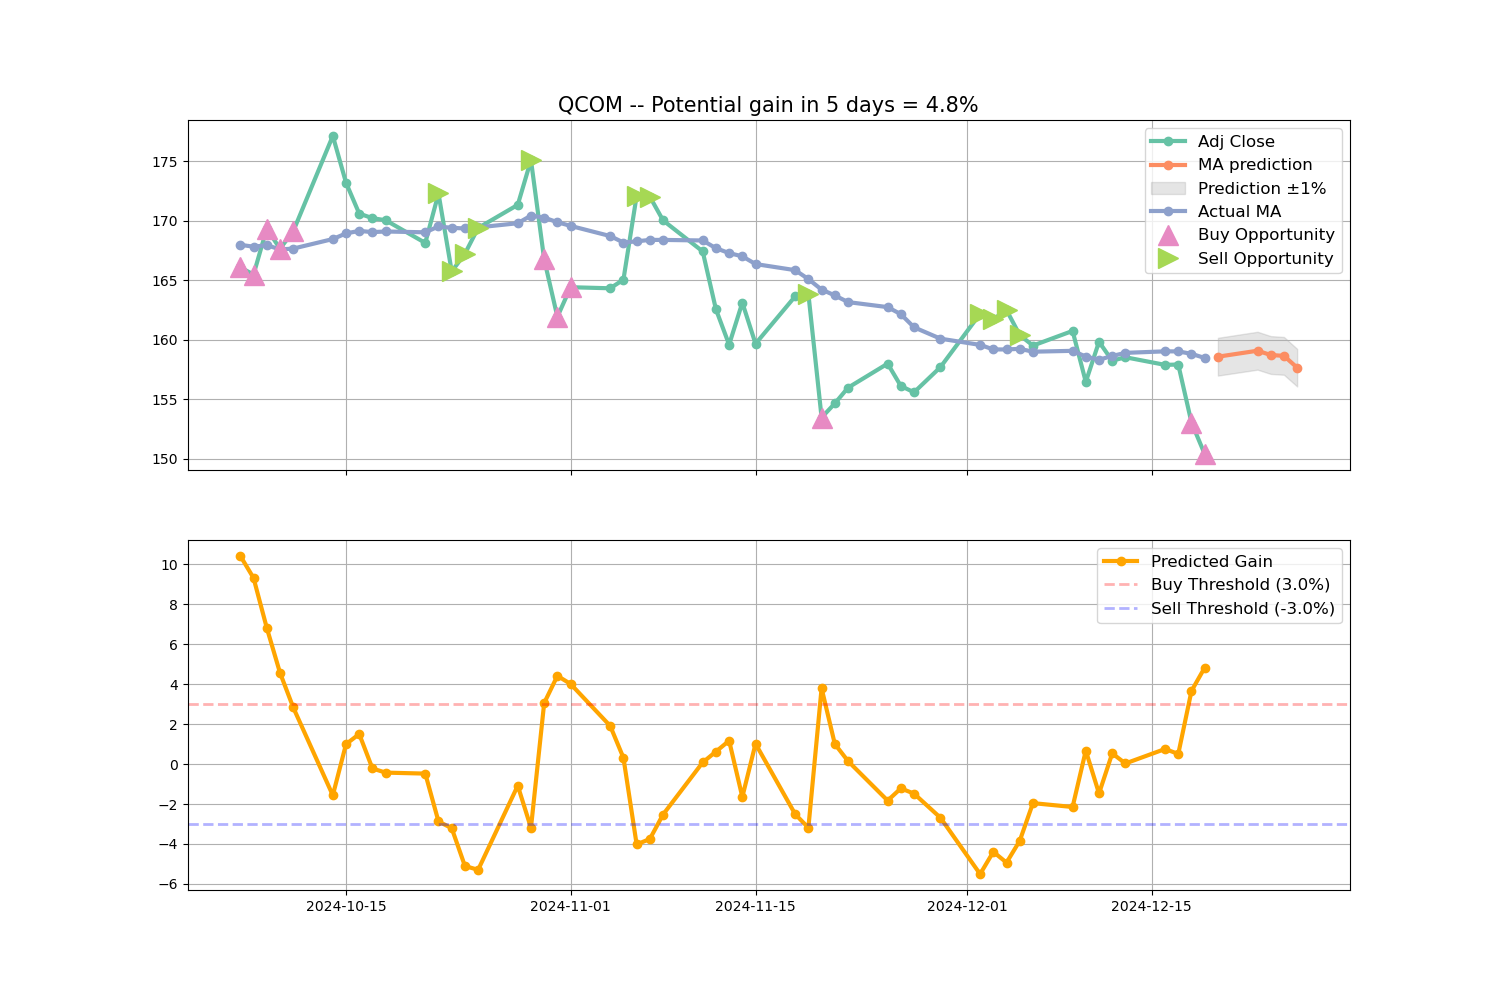 QCOM -- Potential gain in 5 days = 4.8%
175
170
165
160
155
150
Adj Close
MA prediction
Prediction ±1%
Actual MA
Buy Opportunity
Sell Opportunity
10
8
6
4
2
0
−2
−4
−6
Predicted Gain
Buy Threshold (3.0%)
Sell Threshold (-3.0%)
2024-10-15
2024-11-01
2024-11-15
2024-12-01
2024-12-15